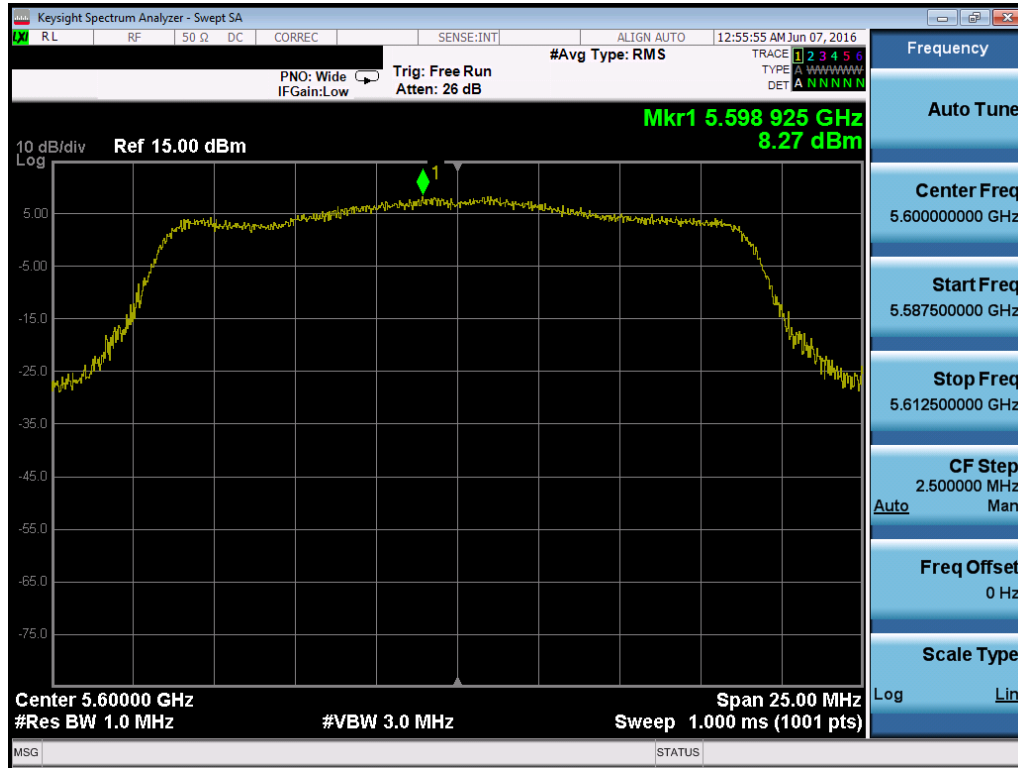 Keysight Spectrum Analyzer - Swept SA
LXI RL RF 50 Ω DC CORREC SENSE:INT ALIGN AUTO 12:55:55 AM Jun 07, 2016
#Avg Type: RMS
TRACE 1 2 3 4 5 6
TYPE A WWWWW
DET A N N N N N
PNO: Wide
IFGain:Low
Trig: Free Run
Atten: 26 dB
Mkr1 5.598 925 GHz
8.27 dBm
10 dB/div Ref 15.00 dBm
Log
1
5.00
-5.00
-15.0
-25.0
-35.0
-45.0
-55.0
-65.0
-75.0
Center 5.60000 GHz Span 25.00 MHz
#Res BW 1.0 MHz #VBW 3.0 MHz Sweep 1.000 ms (1001 pts)
MSG STATUS
Frequency
Auto Tune
Center Freq
5.600000000 GHz
Start Freq
5.587500000 GHz
Stop Freq
5.612500000 GHz
CF Step
2.500000 MHz
Auto Man
Freq Offset
0 Hz
Scale Type
Log Lin